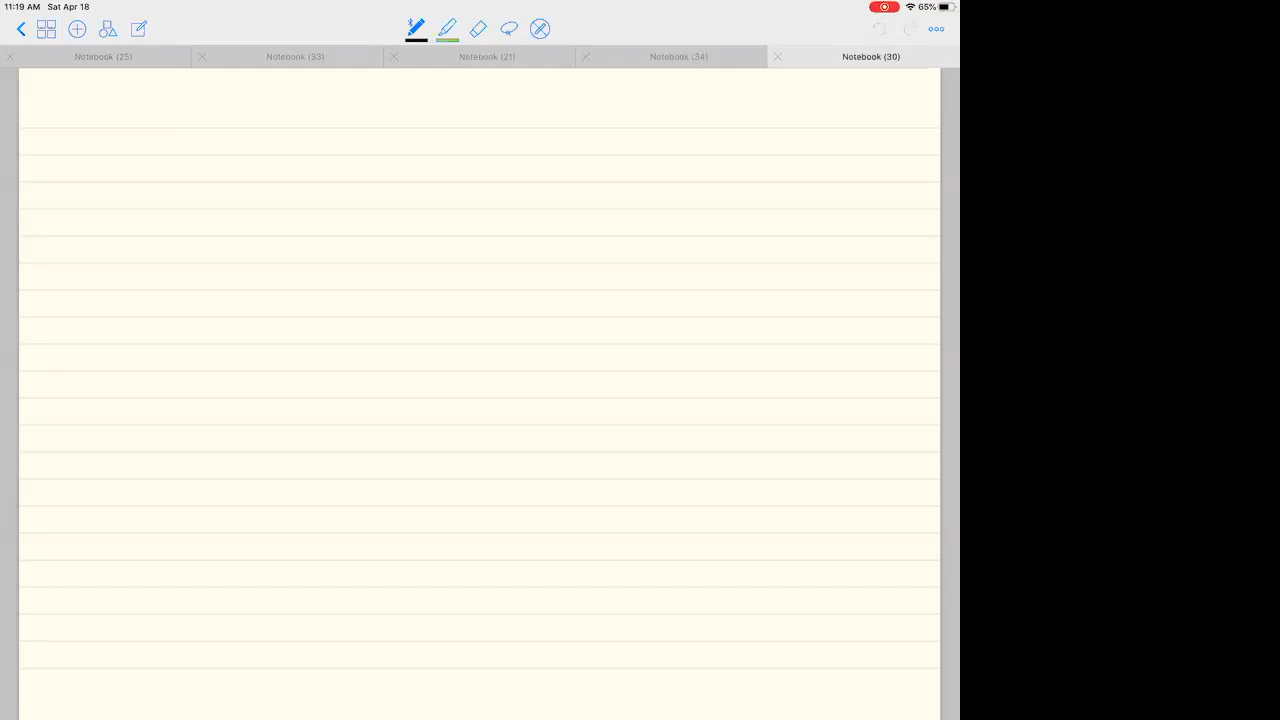 11:19 AM Sat Apr 18 65%
Notebook (25) Notebook (33) Notebook (21) Notebook (34) Notebook (30)